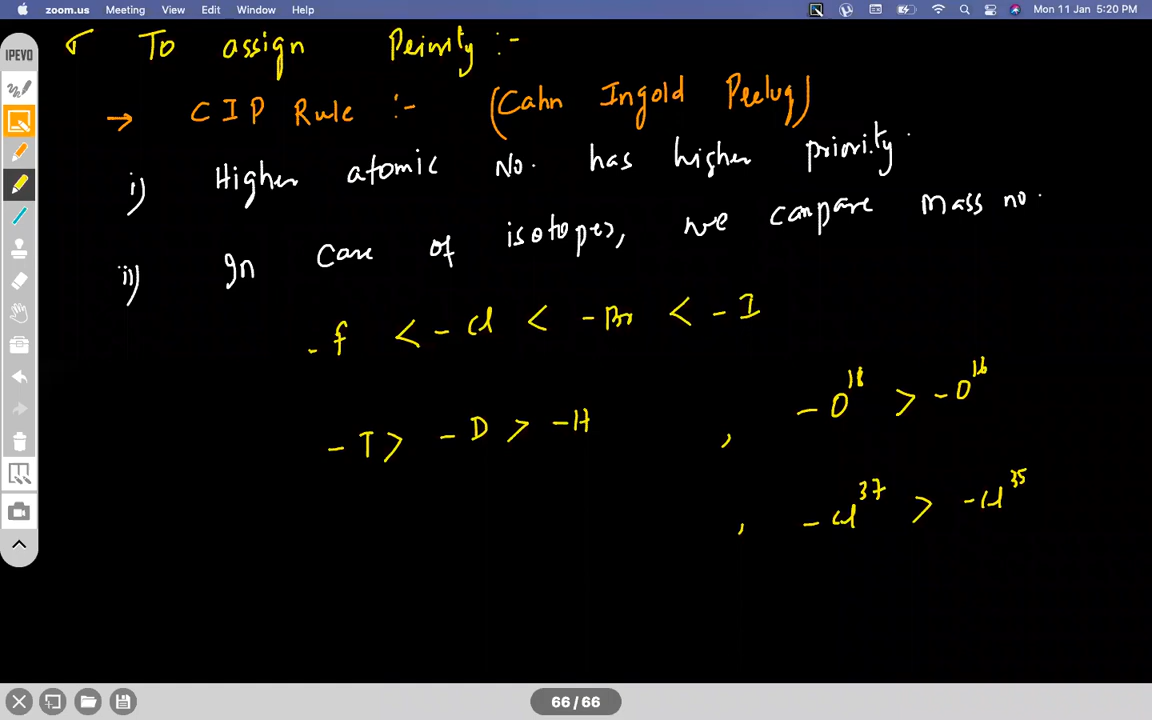 zoom.us Meeting View Edit Window Help Mon 11 Jan 5:20 PM
IPEVO
To assign Priority :-
→ CIP Rule :- (Cahn Ingold Prelug)
i) Higher atomic No. has higher priority
ii) In case of isotopes, we compare Mass no.
- F < - Cl < - Br < - I
- T > - D > - H , - O¹⁸ > - O¹⁶
, - Cl³⁷ > - Cl³⁵
66 / 66